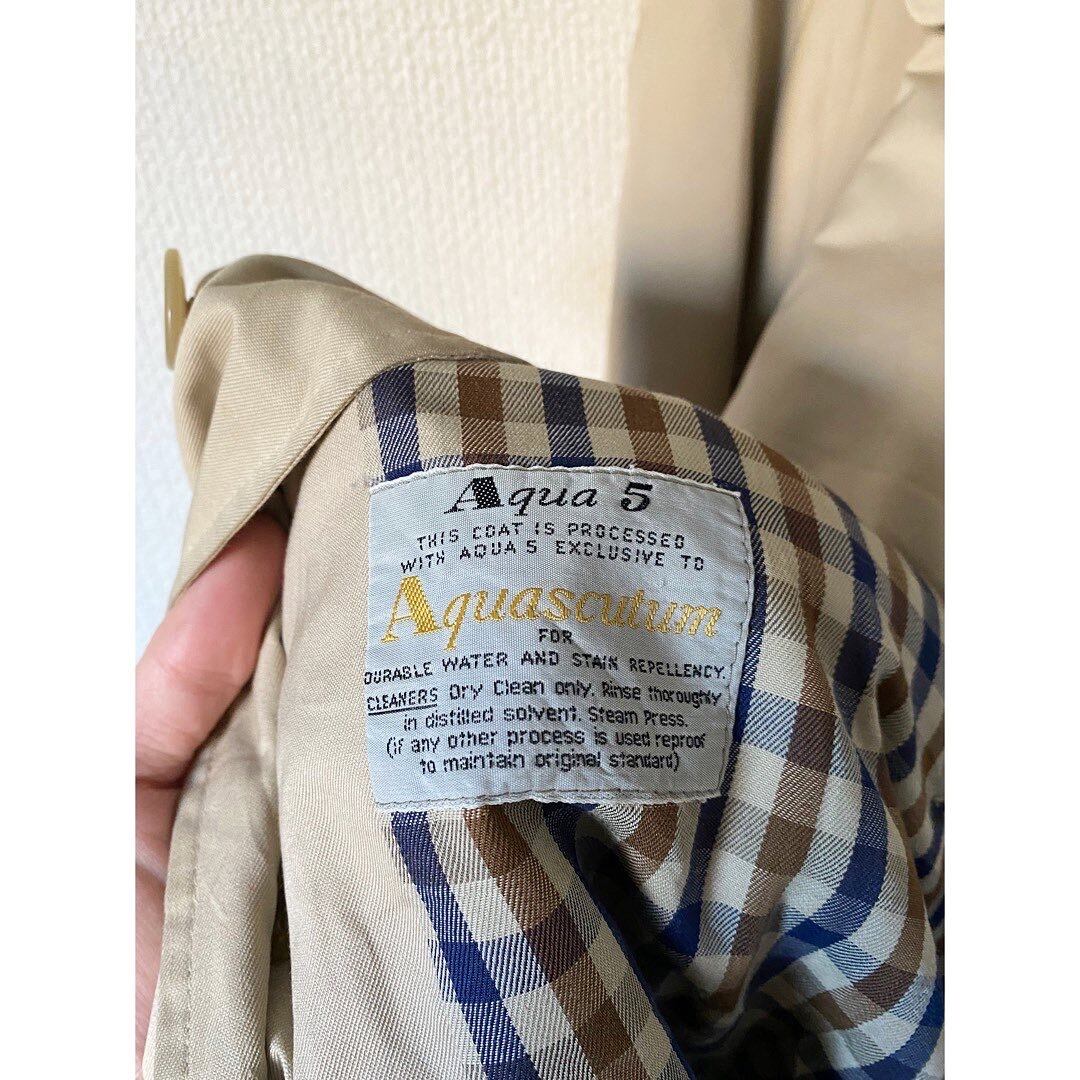 Aqua 5
THIS COAT IS PROCESSED
WITH AQUA 5 EXCLUSIVE TO
Aquascutum
FOR
DURABLE WATER AND STAIN REPELLENCY.
CLEANERS Dry Clean only. Rinse thoroughly
in distilled solvent. Steam Press.
(if any other process is used reproof
to maintain original standard)